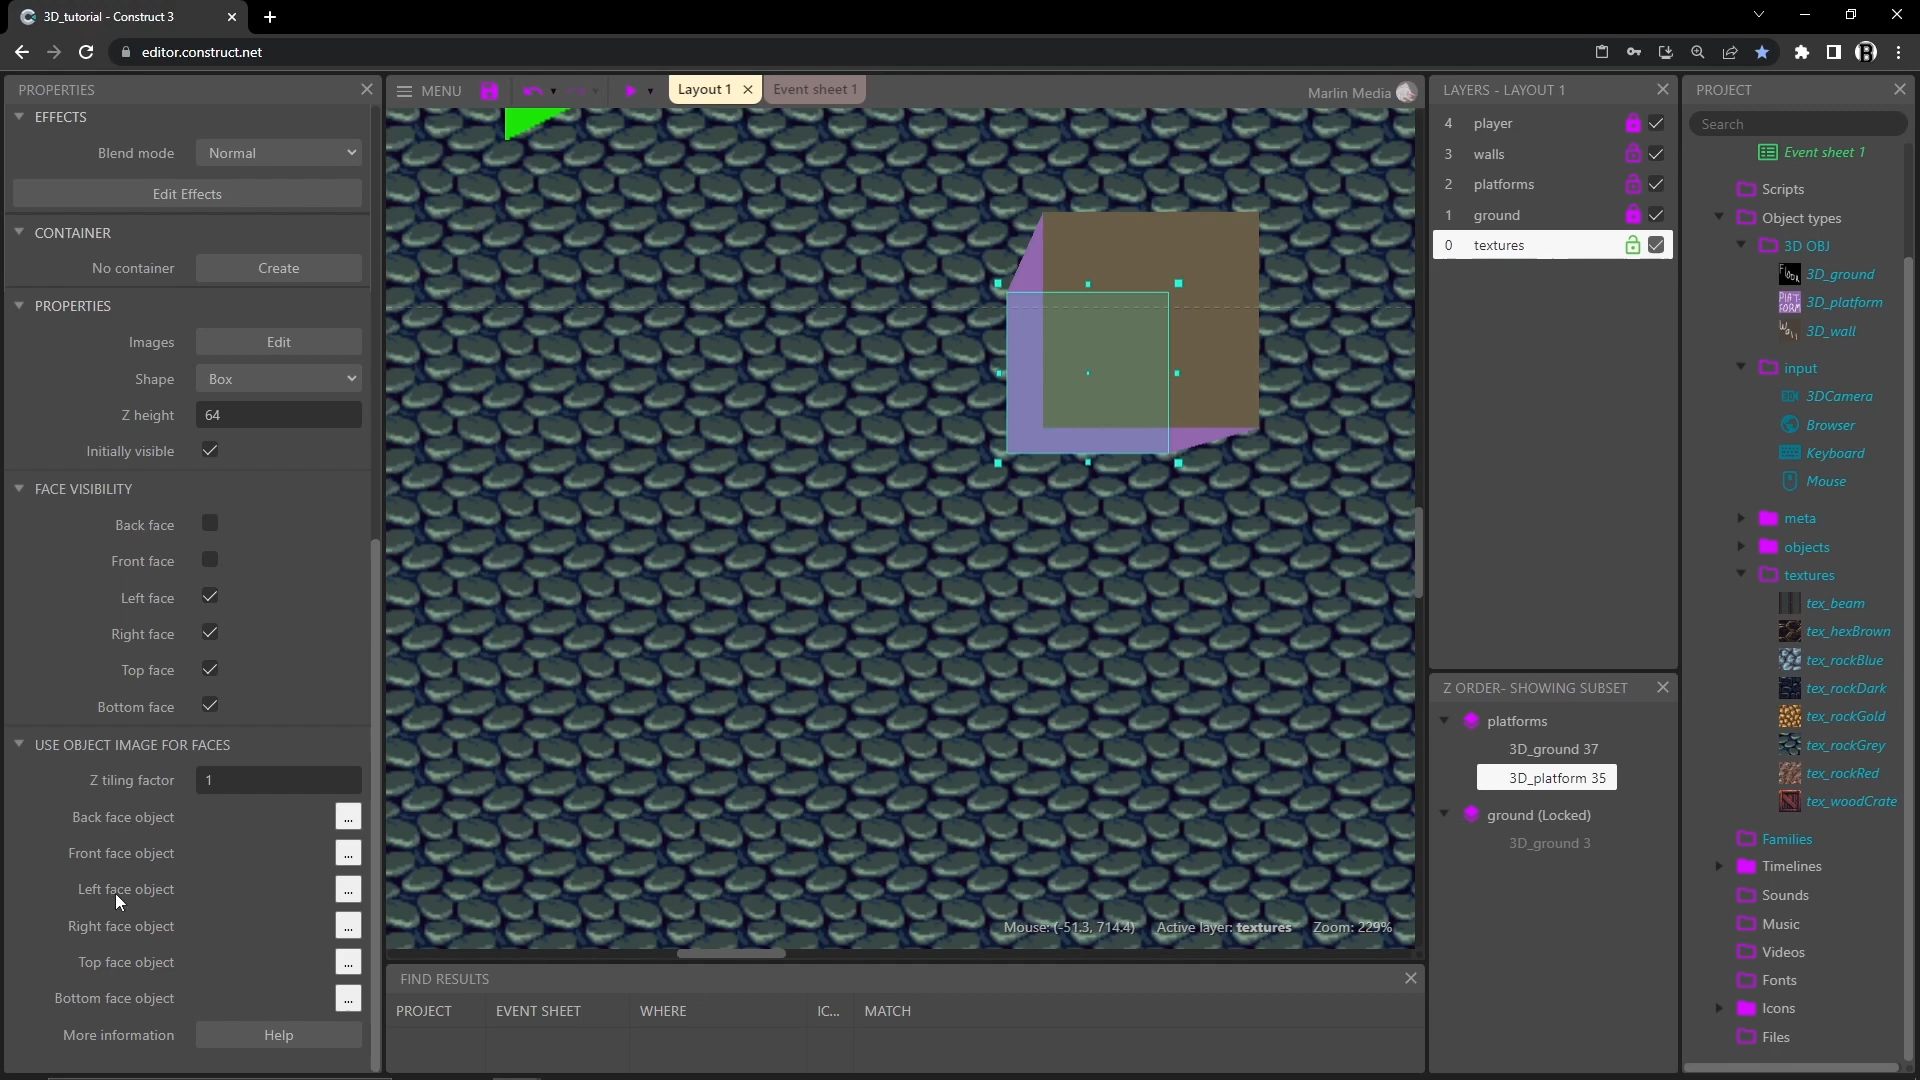 3D_tutorial - Construct 3
editor.construct.net
PROPERTIES
EFFECTS
Blend mode
Normal
Edit Effects
CONTAINER
No container
Create
PROPERTIES
Images
Edit
Shape
Box
Z height
64
Initially visible
FACE VISIBILITY
Back face
Front face
Left face
Right face
Top face
Bottom face
USE OBJECT IMAGE FOR FACES
Z tiling factor
1
Back face object
...
Front face object
...
Left face object
...
Right face object
...
Top face object
...
Bottom face object
...
More information
Help
MENU
Layout 1
Event sheet 1
Marlin Media
Mouse: (-51.3, 714.4)
Active layer: textures
Zoom: 229%
FIND RESULTS
PROJECT
EVENT SHEET
WHERE
IC...
MATCH
LAYERS - LAYOUT 1
4 player
3 walls
2 platforms
1 ground
0 textures
Z ORDER- SHOWING SUBSET
platforms
3D_ground 37
3D_platform 35
ground (Locked)
3D_ground 3
PROJECT
Search
Event sheet 1
Scripts
Object types
3D OBJ
3D_ground
3D_platform
3D_wall
input
3DCamera
Browser
Keyboard
Mouse
meta
objects
textures
tex_beam
tex_hexBrown
tex_rockBlue
tex_rockDark
tex_rockGold
tex_rockGrey
tex_rockRed
tex_woodCrate
Families
Timelines
Sounds
Music
Videos
Fonts
Icons
Files